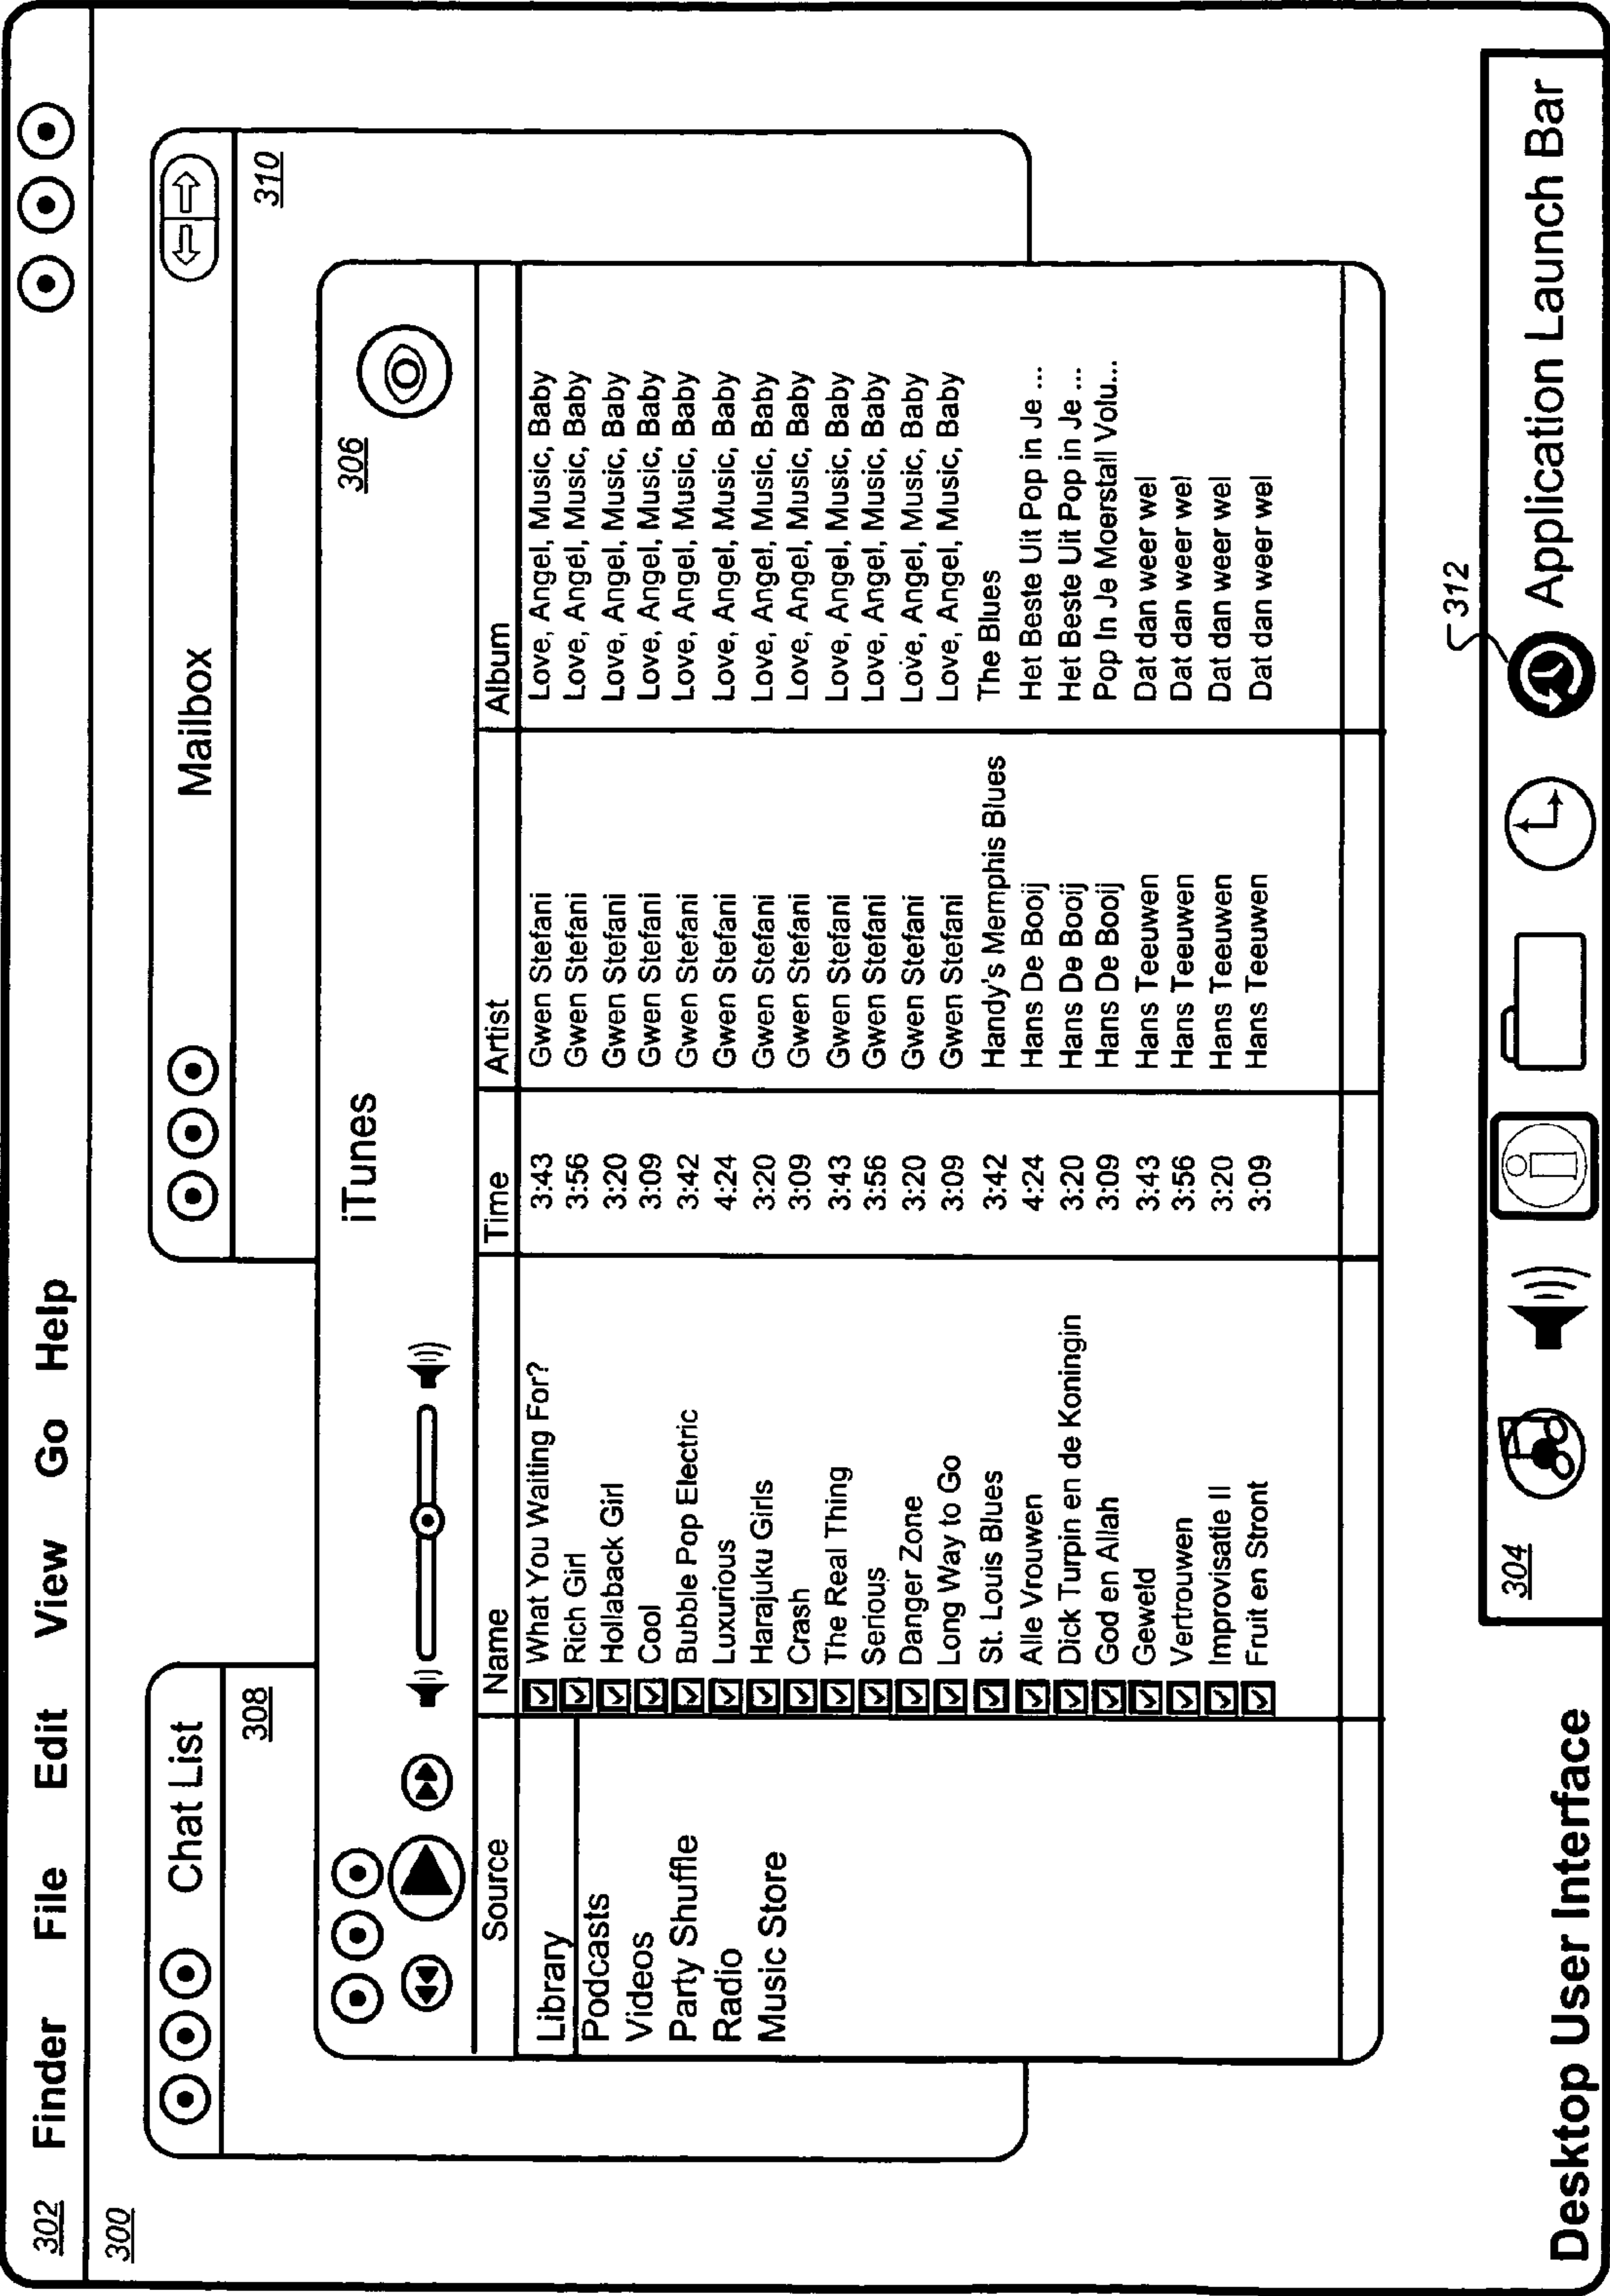 302 Finder File Edit View Go Help
300
Chat List
308
Mailbox
310
iTunes
306
Source Name Time Artist Album
Library
Podcasts
Videos
Party Shuffle
Radio
Music Store
What You Waiting For? 3:43 Gwen Stefani Love, Angel, Music, Baby
Rich Girl 3:56 Gwen Stefani Love, Angel, Music, Baby
Hollaback Girl 3:20 Gwen Stefani Love, Angel, Music, Baby
Cool 3:09 Gwen Stefani Love, Angel, Music, Baby
Bubble Pop Electric 3:42 Gwen Stefani Love, Angel, Music, Baby
Luxurious 4:24 Gwen Stefani Love, Angel, Music, Baby
Harajuku Girls 3:20 Gwen Stefani Love, Angel, Music, Baby
Crash 3:09 Gwen Stefani Love, Angel, Music, Baby
The Real Thing 3:43 Gwen Stefani Love, Angel, Music, Baby
Serious 3:56 Gwen Stefani Love, Angel, Music, Baby
Danger Zone 3:20 Gwen Stefani Love, Angel, Music, Baby
Long Way to Go 3:09 Gwen Stefani Love, Angel, Music, Baby
St. Louis Blues 3:42 Handy's Memphis Blues The Blues
Alle Vrouwen 4:24 Hans De Booij Het Beste Uit Pop in Je ...
Dick Turpin en de Koningin 3:20 Hans De Booij Het Beste Uit Pop in Je ...
God en Allah 3:09 Hans De Booij Pop In Je Moerstall Volu...
Geweld 3:43 Hans Teeuwen Dat dan weer wel
Vertrouwen 3:56 Hans Teeuwen Dat dan weer wel
Improvisatie II 3:20 Hans Teeuwen Dat dan weer wel
Fruit en Stront 3:09 Hans Teeuwen Dat dan weer wel
312
Desktop User Interface
304
Application Launch Bar